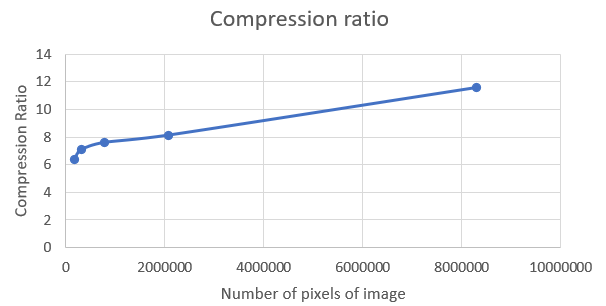 Compression ratio
14
12
10
8
6
4
2
0
Compression Ratio
0 2000000 4000000 6000000 8000000 10000000
Number of pixels of image